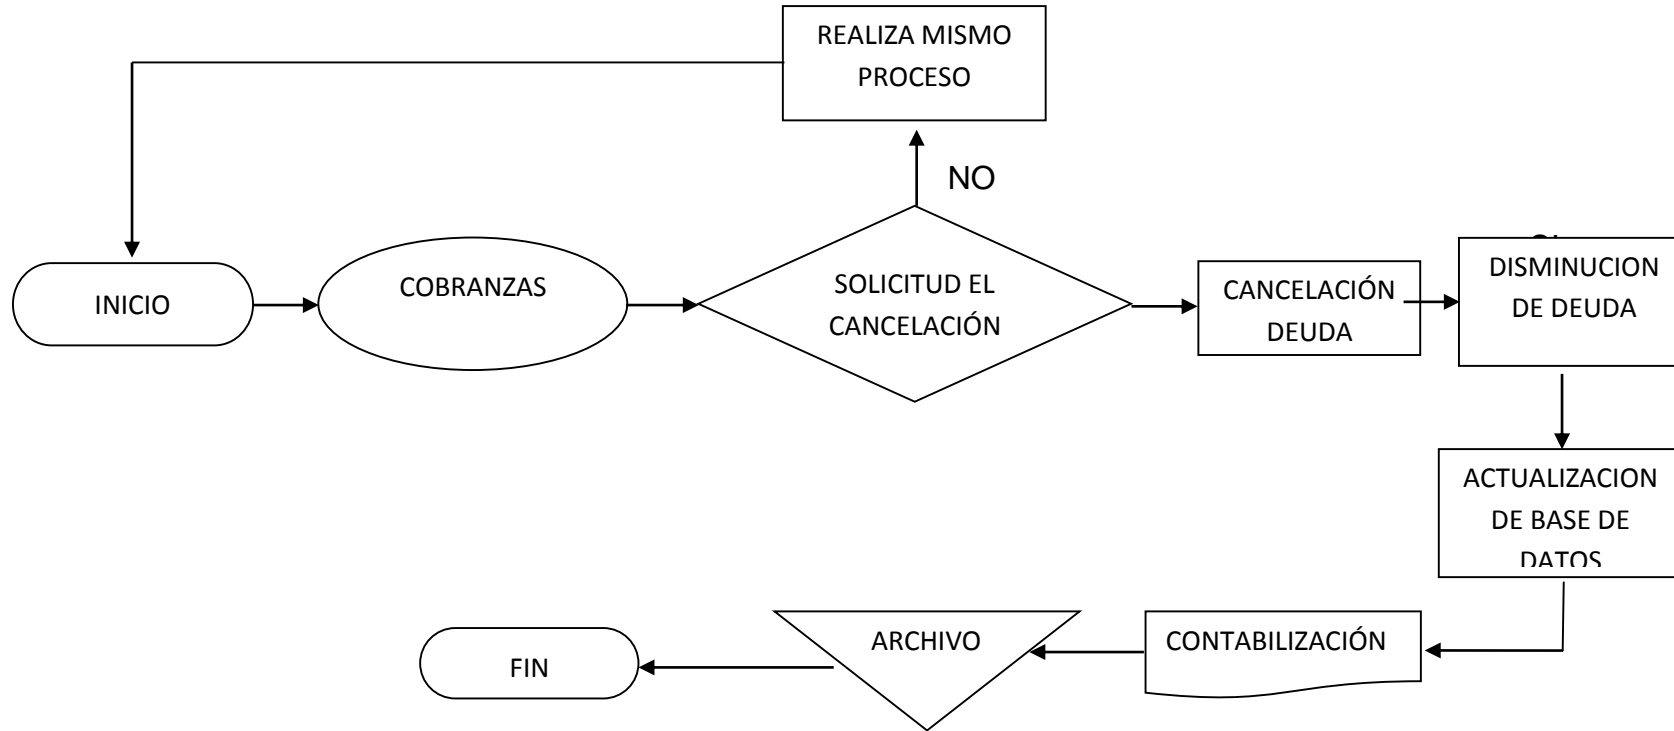 REALIZA MISMO
PROCESO
NO
INICIO
COBRANZAS
SOLICITUD EL
CANCELACIÓN
CANCELACIÓN
DEUDA
DISMINUCION
DE DEUDA
ACTUALIZACION
DE BASE DE
DATOS
CONTABILIZACIÓN
ARCHIVO
FIN